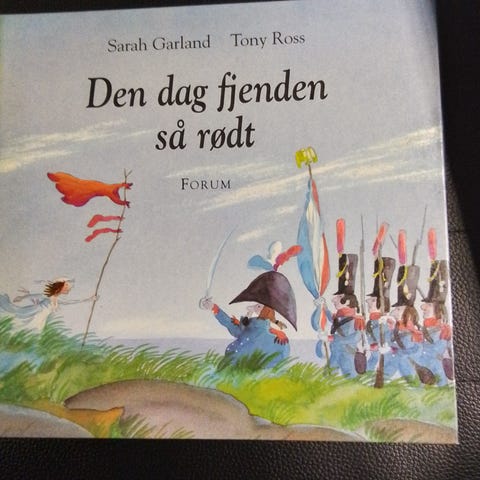 Sarah Garland Tony Ross
Den dag fjenden
så rødt
FORUM